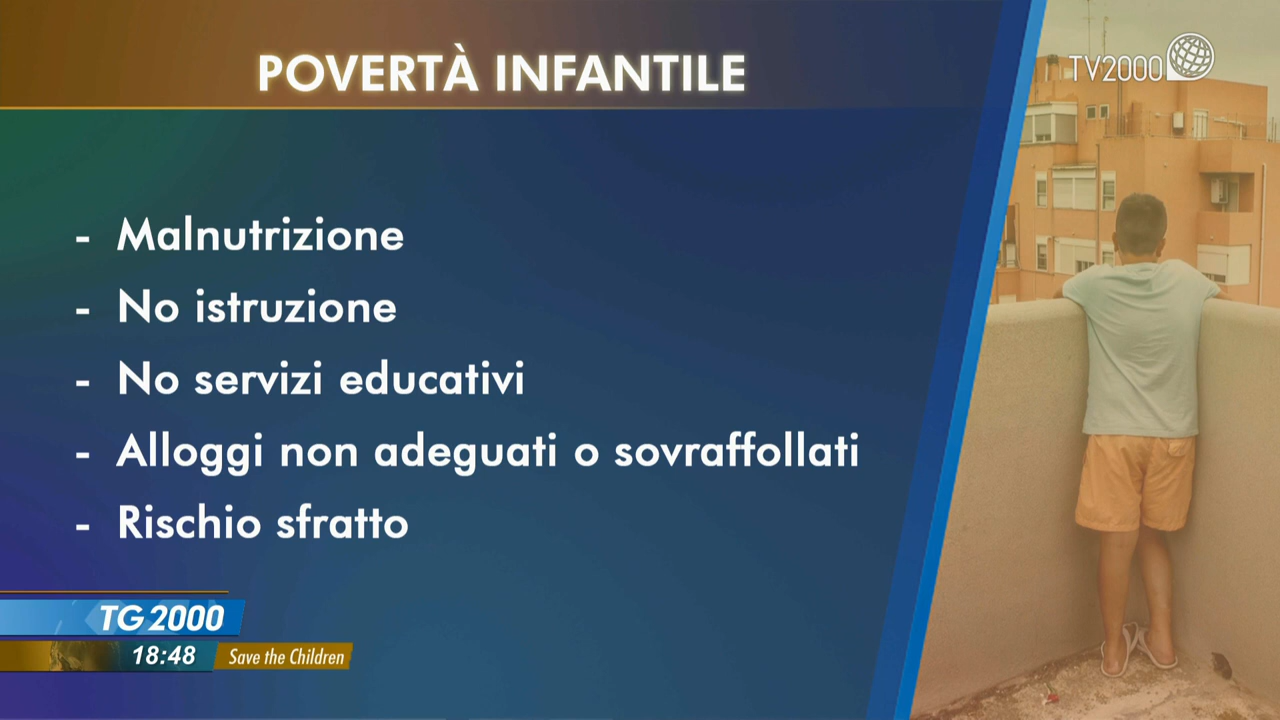 POVERTÀ INFANTILE
TV2000
- Malnutrizione
- No istruzione
- No servizi educativi
- Alloggi non adeguati o sovraffollati
- Rischio sfratto
TG 2000
18:48 Save the Children